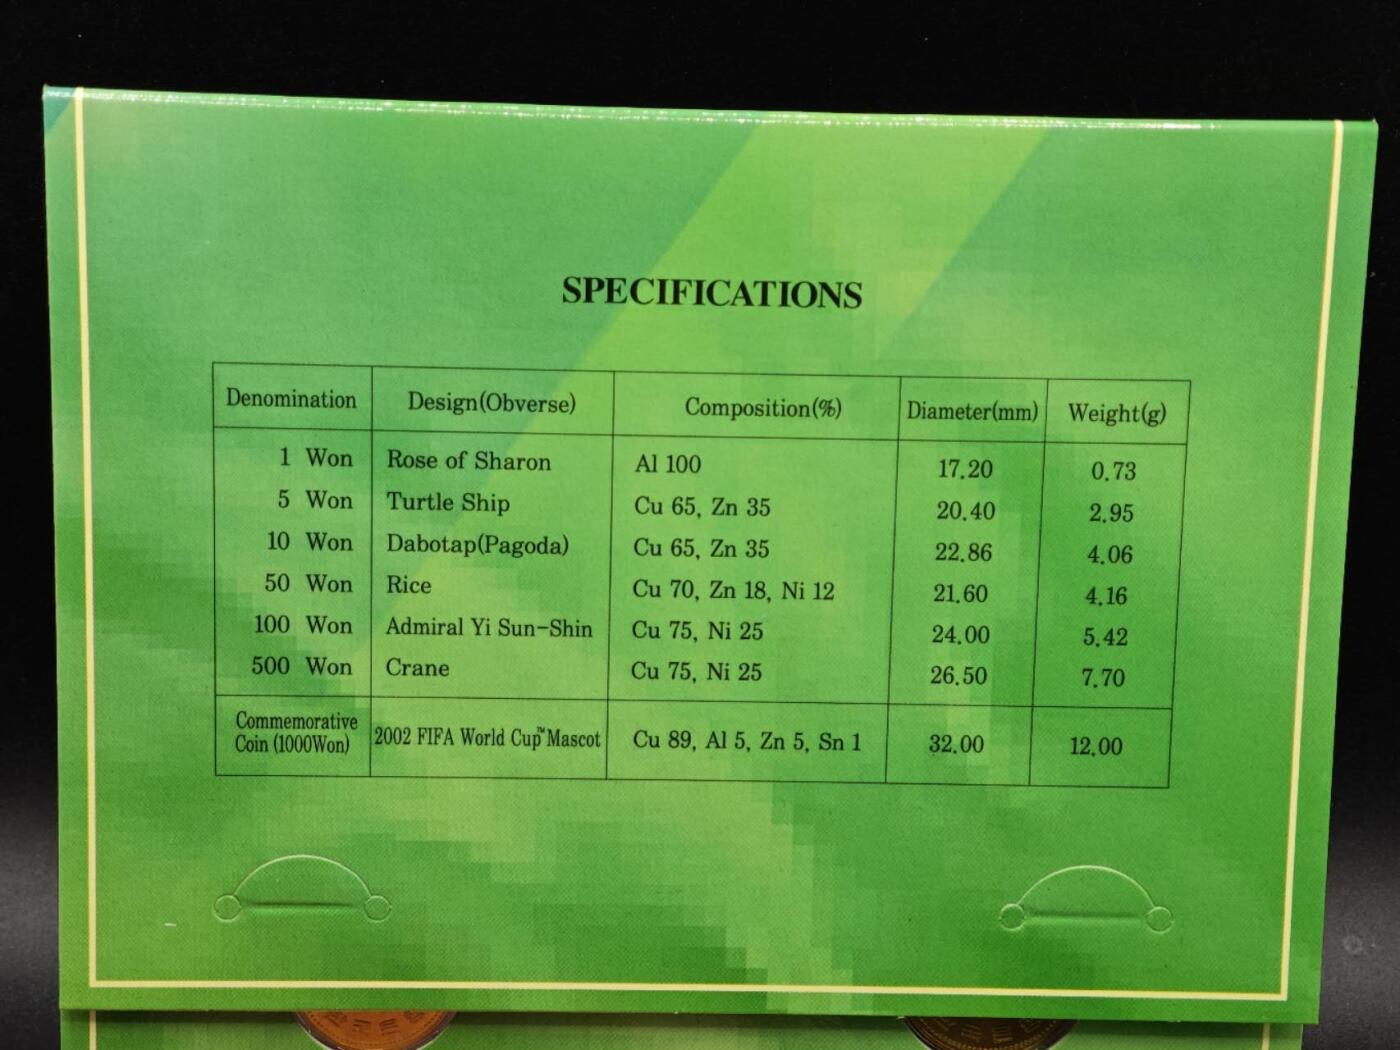 SPECIFICATIONS
Denomination Design(Obverse) Composition(%) Diameter(mm) Weight(g)
1 Won Rose of Sharon Al 100 17.20 0.73
5 Won Turtle Ship Cu 65, Zn 35 20.40 2.95
10 Won Dabotap(Pagoda) Cu 65, Zn 35 22.86 4.06
50 Won Rice Cu 70, Zn 18, Ni 12 21.60 4.16
100 Won Admiral Yi Sun-Shin Cu 75, Ni 25 24.00 5.42
500 Won Crane Cu 75, Ni 25 26.50 7.70
Commemorative
Coin (1000Won) 2002 FIFA World Cup™Mascot Cu 89, Al 5, Zn 5, Sn 1 32.00 12.00